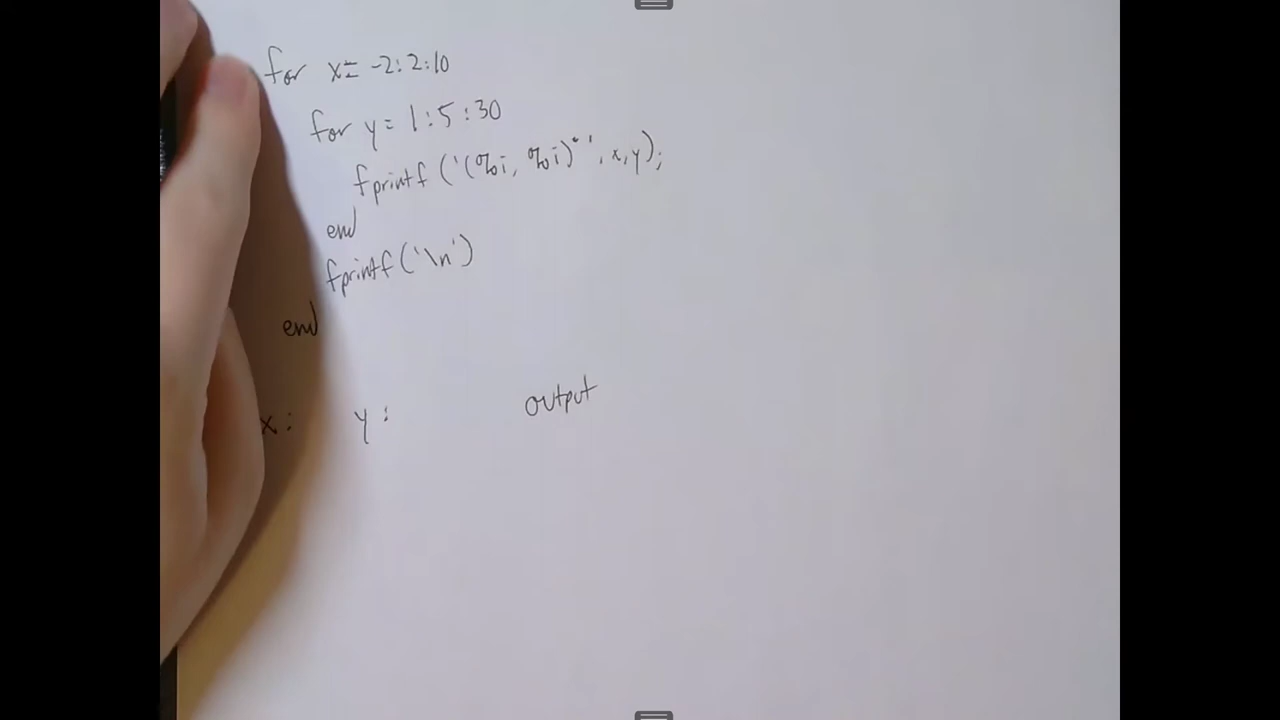 for x= -2:2:10
for y= 1:5:30
fprintf ('(%i, %i)"', x,y);
end
fprintf('\n')
end
x: y: output